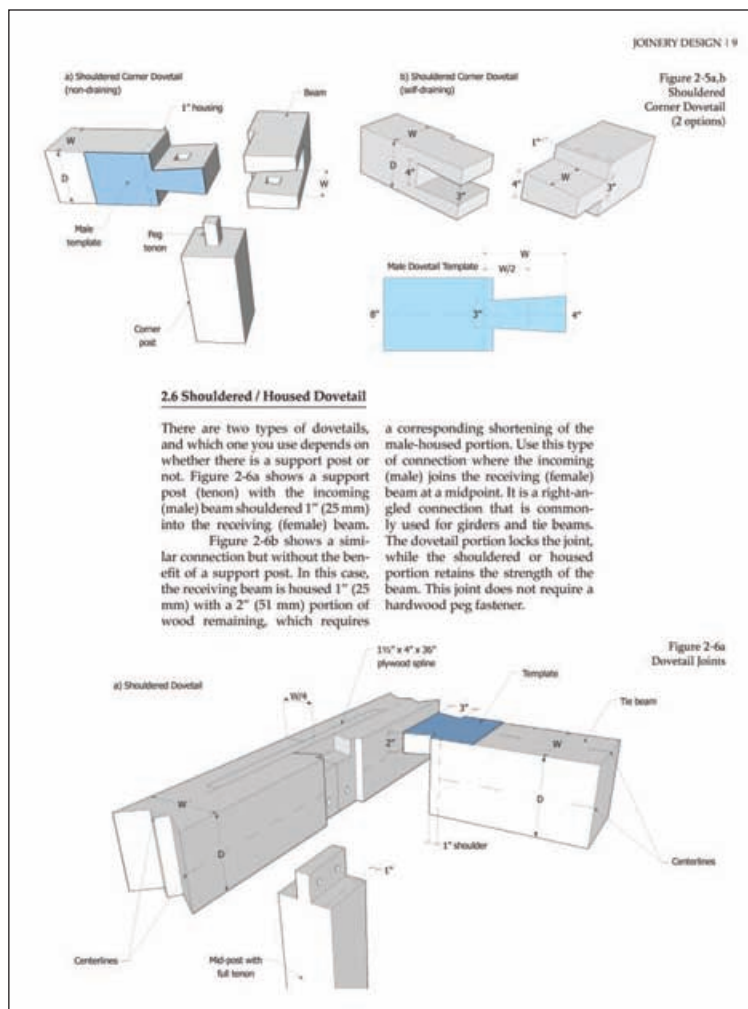 JOINERY DESIGN | 9
a) Shouldered Corner Dovetail
(non-draining)
1" housing
Beam
W
D
W
Male
template
Peg
tenon
Corner
post
b) Shouldered Corner Dovetail
(self-draining)
W
D
4"
3"
1"
W
4"
3"
Figure 2-5a,b
Shouldered
Corner Dovetail
(2 options)
W
Male Dovetail Template
W/2
8"
3"
4"
2.6 Shouldered / Housed Dovetail
There are two types of dovetails,
and which one you use depends on
whether there is a support post or
not. Figure 2-6a shows a support
post (tenon) with the incoming
(male) beam shouldered 1" (25 mm)
into the receiving (female) beam.
Figure 2-6b shows a simi-
lar connection but without the ben-
efit of a support post. In this case,
the receiving beam is housed 1" (25
mm) with a 2" (51 mm) portion of
wood remaining, which requires
a corresponding shortening of the
male-housed portion. Use this type
of connection where the incoming
(male) joins the receiving (female)
beam at a midpoint. It is a right-an-
gled connection that is common-
ly used for girders and tie beams.
The dovetail portion locks the joint,
while the shouldered or housed
portion retains the strength of the
beam. This joint does not require a
hardwood peg fastener.
Figure 2-6a
Dovetail Joints
a) Shouldered Dovetail
1½" x 4" x 36"
plywood spline
W/4
Template
3"
Tie beam
2"
W
W
D
D
1" shoulder
1"
Centerlines
Centerlines
Mid-post with
full tenon